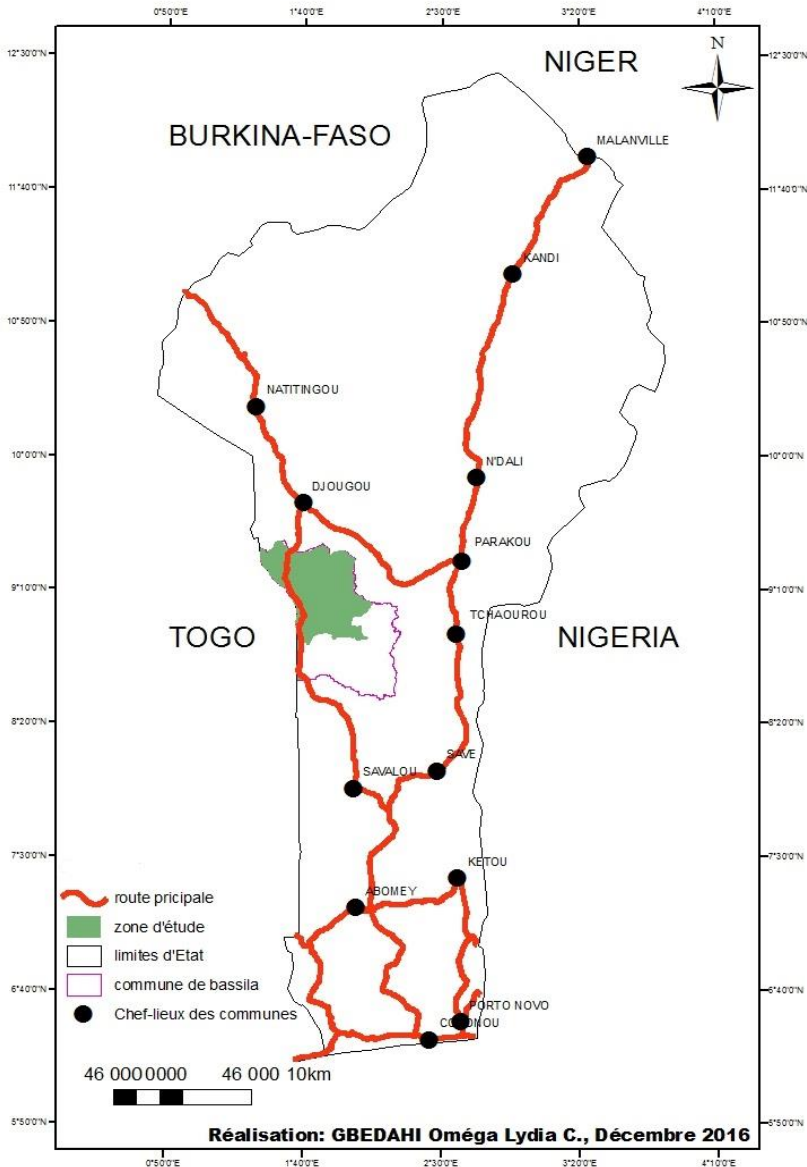 0°50'0"E 1°40'0"E 2°30'0"E 3°20'0"E 4°10'0"E
12°30'0"N 12°30'0"N
NIGER
N
BURKINA-FASO
MALANVILLE
11°40'0"N 11°40'0"N
KANDI
10°50'0"N 10°50'0"N
NATITINGOU
10°0'0"N 10°0'0"N
N'DALI
DJOUGOU
PARAKOU
9°10'0"N 9°10'0"N
TCHAOUROU
TOGO NIGERIA
8°20'0"N 8°20'0"N
SAVE
SAVALOU
7°30'0"N 7°30'0"N
KETOU
ABOMEY
route pricipale
zone d'étude
limites d'Etat
commune de bassila
Chef-lieux des communes
6°40'0"N 6°40'0"N
PORTO NOVO
46 0000000 46 000 10km
5°50'0"N 5°50'0"N
Réalisation: GBEDAHI Oméga Lydia C., Décembre 2016
0°50'0"E 1°40'0"E 2°30'0"E 3°20'0"E 4°10'0"E